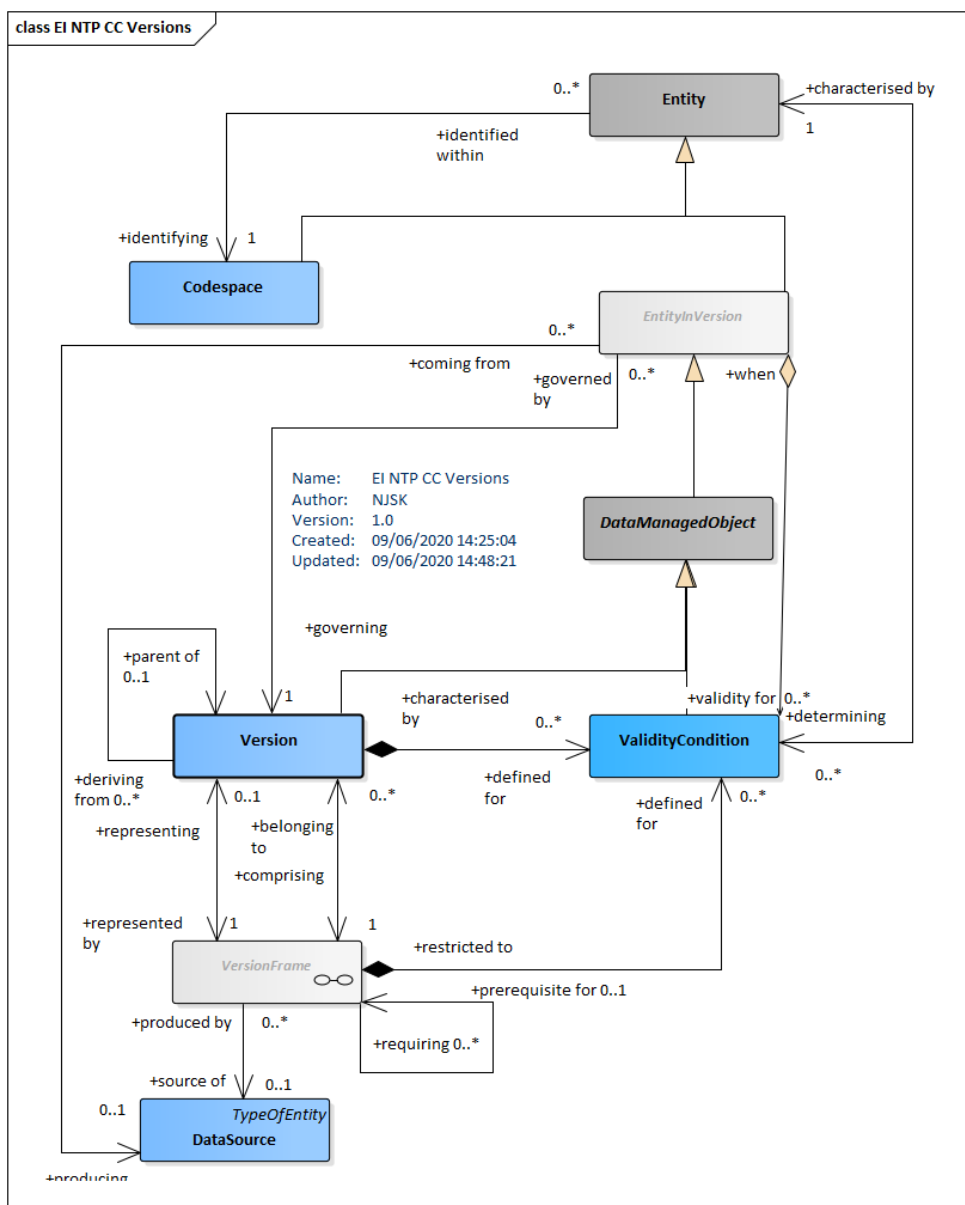 class EI NTP CC Versions
0..*
Entity
+characterised by
1
+identified
within
+identifying
1
Codespace
EntityInVersion
0..*
+coming from
+governed
by
0..*
+when
Name: EI NTP CC Versions
Author: NJSK
Version: 1.0
Created: 09/06/2020 14:25:04
Updated: 09/06/2020 14:48:21
DataManagedObject
+governing
+parent of
0..1
1
+characterised
by
0..*
+validity for 0..*
+determining
Version
ValidityCondition
+deriving
from 0..*
0..1
0..*
+defined
for
+defined
for
0..*
0..*
+representing
+belonging
to
+comprising
+represented
by
1
1
+restricted to
VersionFrame
+prerequisite for 0..1
+produced by
0..*
+requiring 0..*
+source of
0..1
0..1
TypeOfEntity
DataSource
+producing